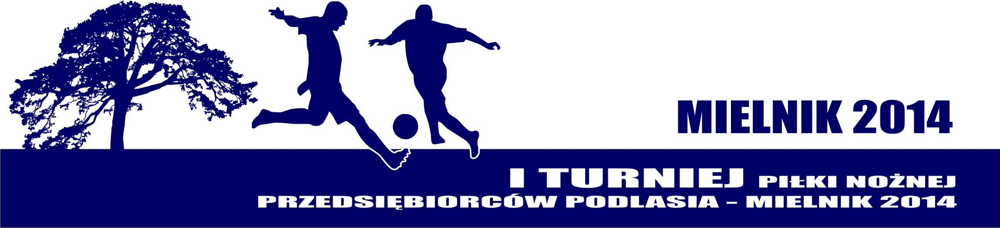 MIELNIK 2014
I TURNIEJ PIŁKI NOŻNEJ
PRZEDSIĘBIORCÓW PODLASIA - MIELNIK 2014